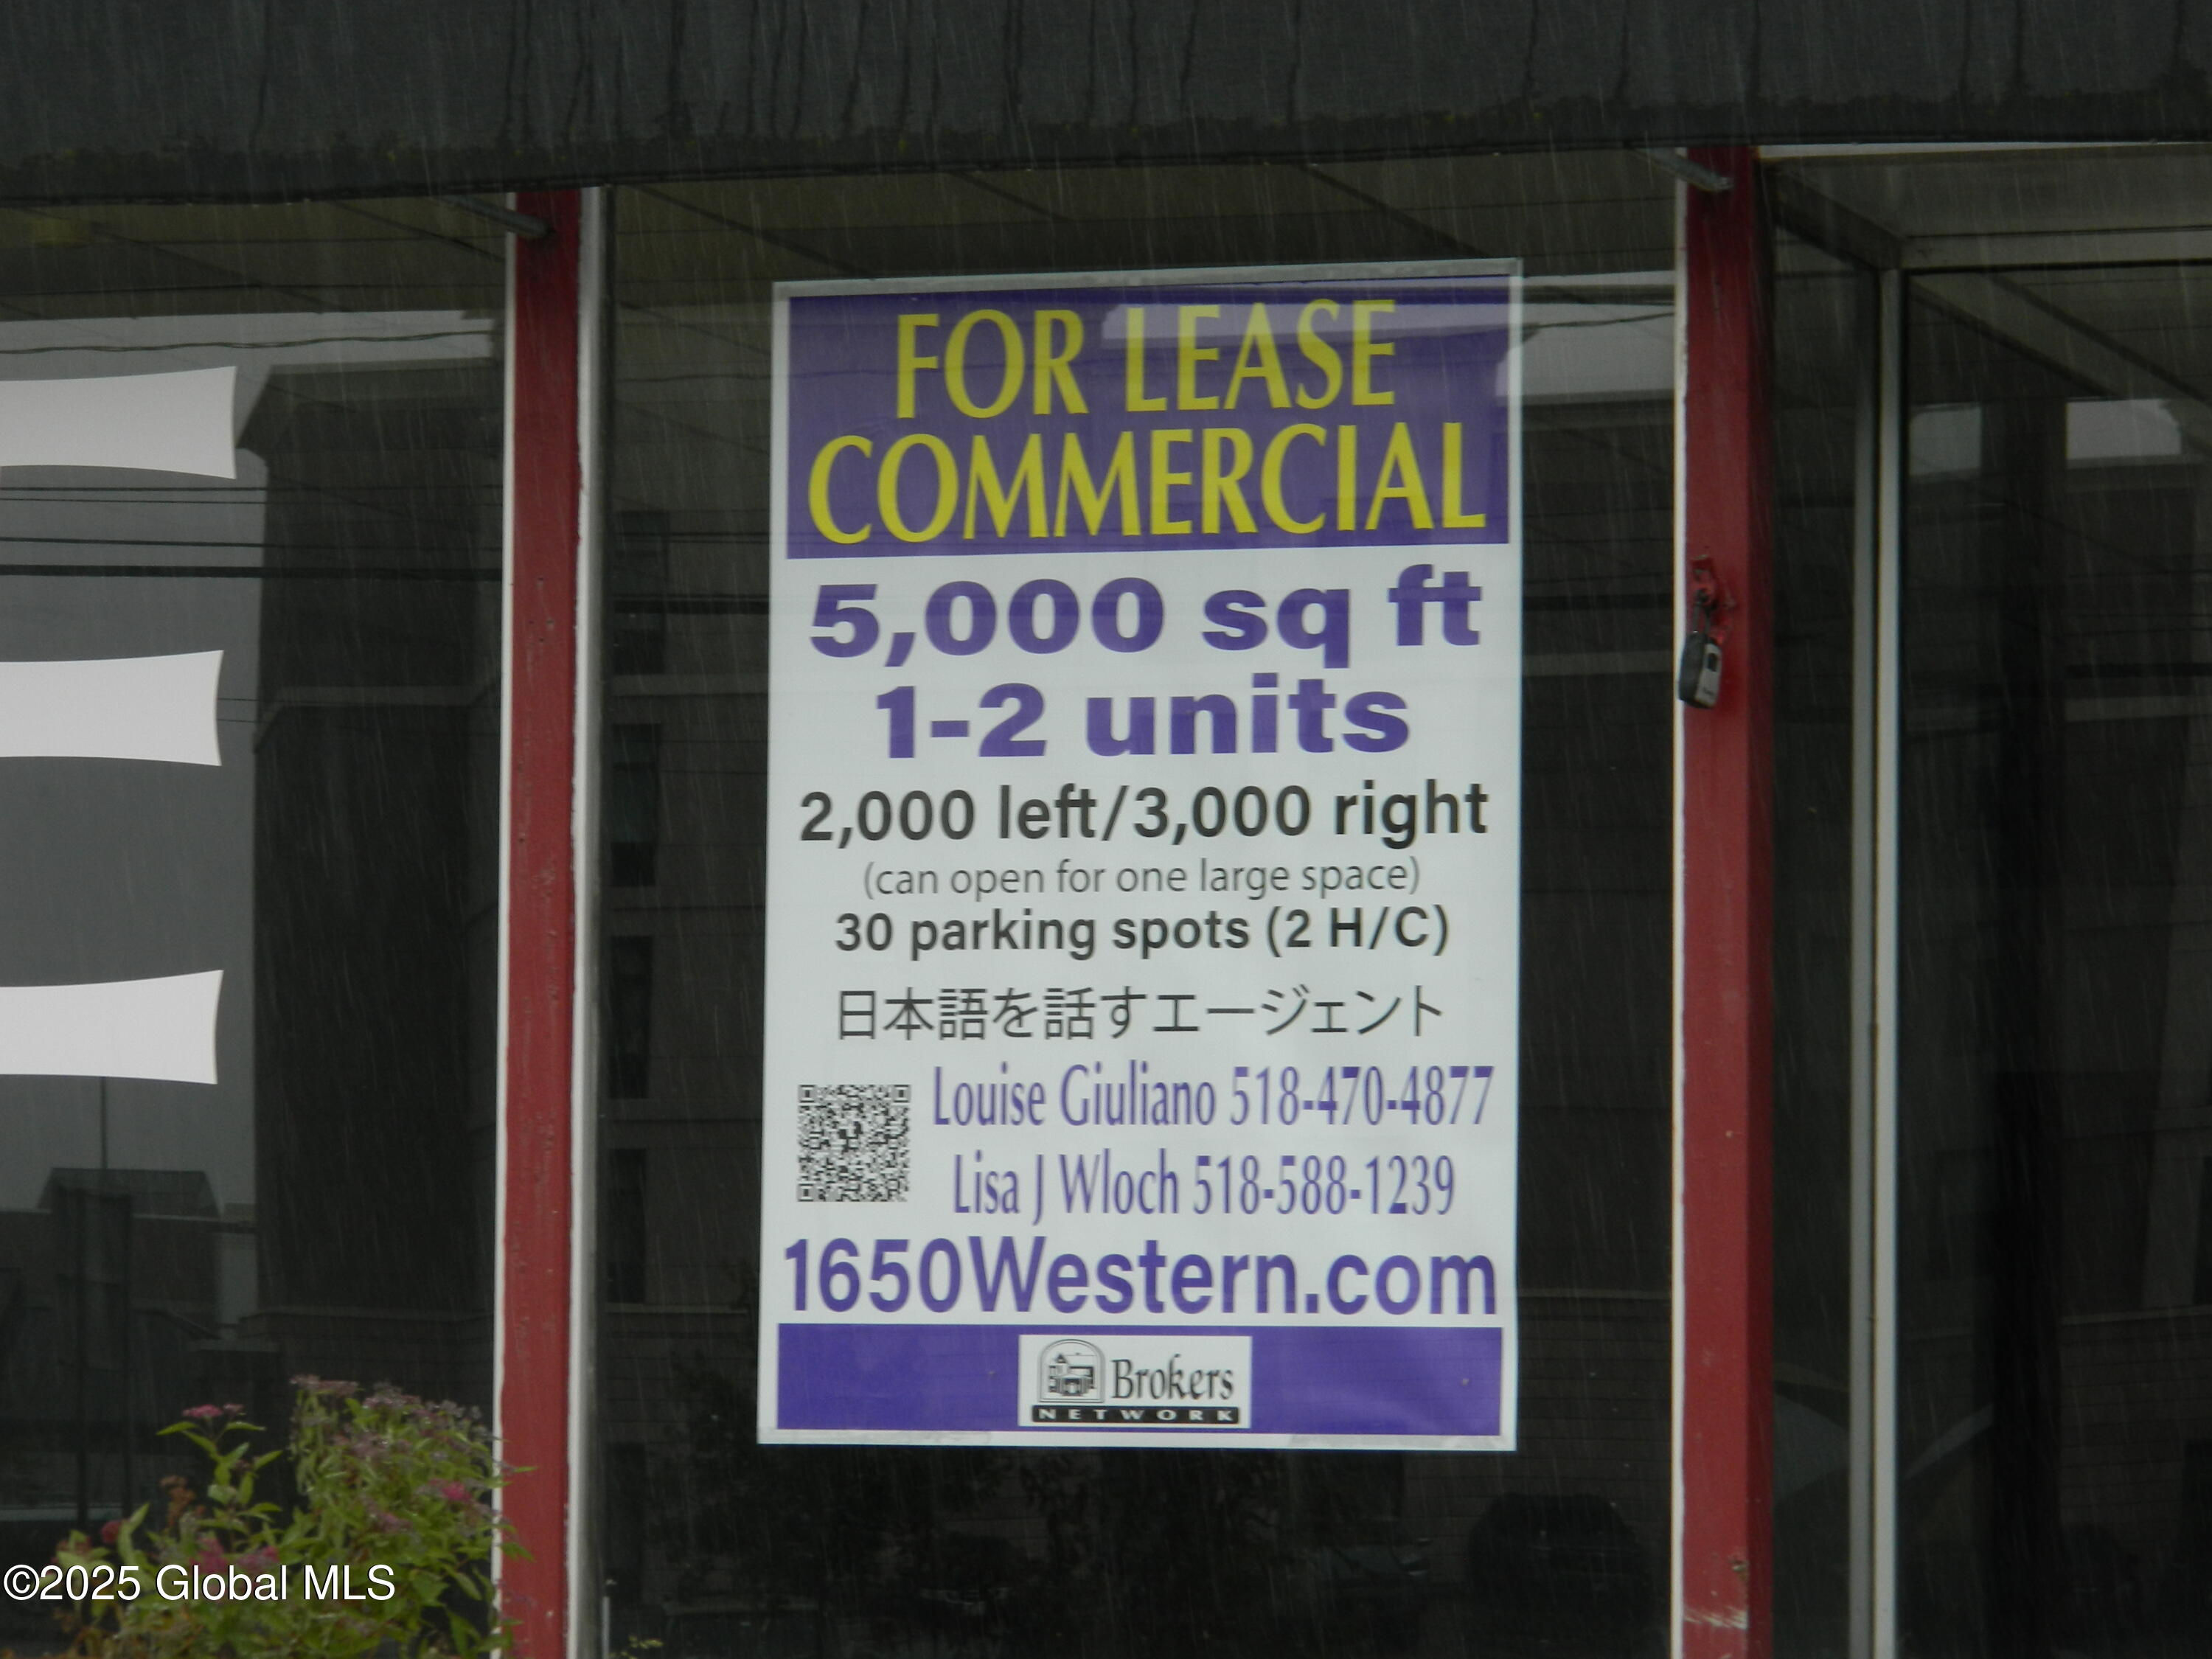 FOR LEASE
COMMERCIAL
5,000 sq ft
1-2 units
2,000 left/3,000 right
(can open for one large space)
30 parking spots (2 H/C)
日本語を話すエージェント
Louise Giuliano 518-470-4877
Lisa J Wloch 518-588-1239
1650Western.com
Brokers
NETWORK
©2025 Global MLS